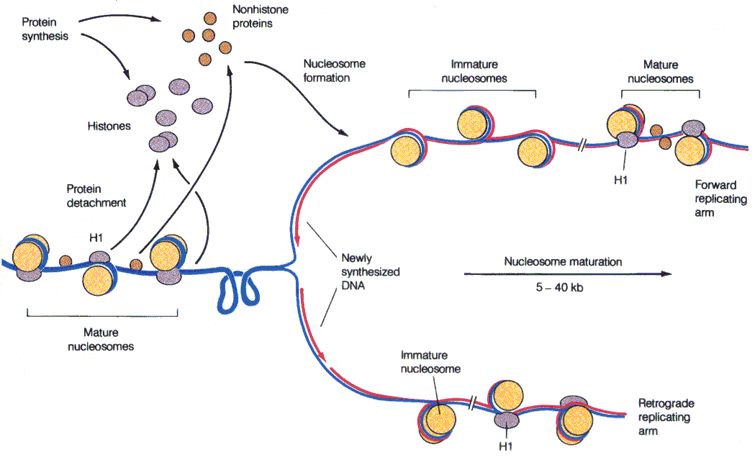 Protein
synthesis
Nonhistone
proteins
Histones
Nucleosome
formation
Immature
nucleosomes
Mature
nucleosomes
H1
Forward
replicating
arm
Protein
detachment
H1
Mature
nucleosomes
Newly
synthesized
DNA
Nucleosome maturation
5 – 40 kb
Immature
nucleosome
H1
Retrograde
replicating
arm